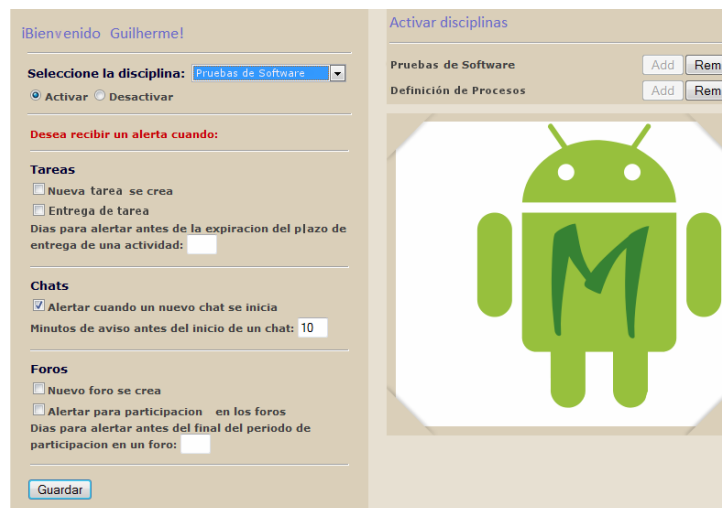 ¡Bienvenido Guilherme!
Seleccione la disciplina: Pruebas de Software
Activar Desactivar
Desea recibir un alerta cuando:
Tareas
Nueva tarea se crea
Entrega de tarea
Dias para alertar antes de la expiracion del plazo de
entrega de una actividad:
Chats
Alertar cuando un nuevo chat se inicia
Minutos de aviso antes del inicio de un chat: 10
Foros
Nuevo foro se crea
Alertar para participacion en los foros
Dias para alertar antes del final del periodo de
participacion en un foro:
Guardar
Activar disciplinas
Pruebas de Software Add Rem
Definición de Procesos Add Rem
M